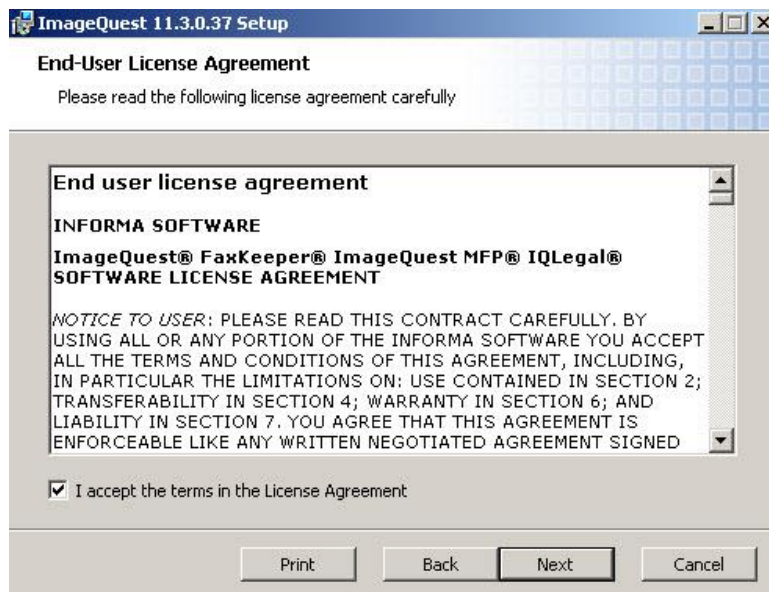 ImageQuest 11.3.0.37 Setup
End-User License Agreement
Please read the following license agreement carefully
End user license agreement
INFORMA SOFTWARE
ImageQuest® FaxKeeper® ImageQuest MFP® IQLegal®
SOFTWARE LICENSE AGREEMENT
NOTICE TO USER: PLEASE READ THIS CONTRACT CAREFULLY. BY
USING ALL OR ANY PORTION OF THE INFORMA SOFTWARE YOU ACCEPT
ALL THE TERMS AND CONDITIONS OF THIS AGREEMENT, INCLUDING,
IN PARTICULAR THE LIMITATIONS ON: USE CONTAINED IN SECTION 2;
TRANSFERABILITY IN SECTION 4; WARRANTY IN SECTION 6; AND
LIABILITY IN SECTION 7. YOU AGREE THAT THIS AGREEMENT IS
ENFORCEABLE LIKE ANY WRITTEN NEGOTIATED AGREEMENT SIGNED
I accept the terms in the License Agreement
Print Back Next Cancel